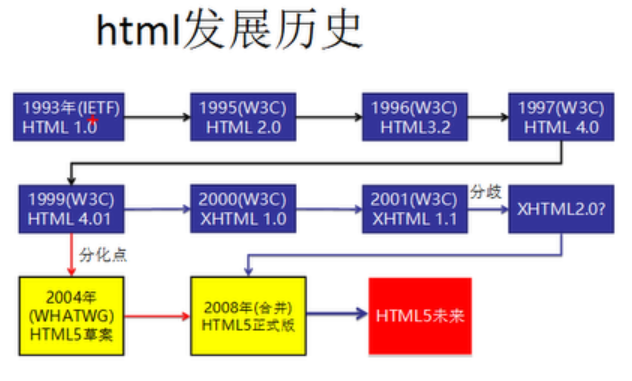 html发展历史
1993年(IETF)
HTML 1.0
1995(W3C)
HTML 2.0
1996(W3C)
HTML3.2
1997(W3C)
HTML 4.0
1999(W3C)
HTML 4.01
2000(W3C)
XHTML 1.0
2001(W3C)
XHTML 1.1
分歧
XHTML2.0?
分化点
2004年
(WHATWG)
HTML5草案
2008年(合并)
HTML5正式版
HTML5未来